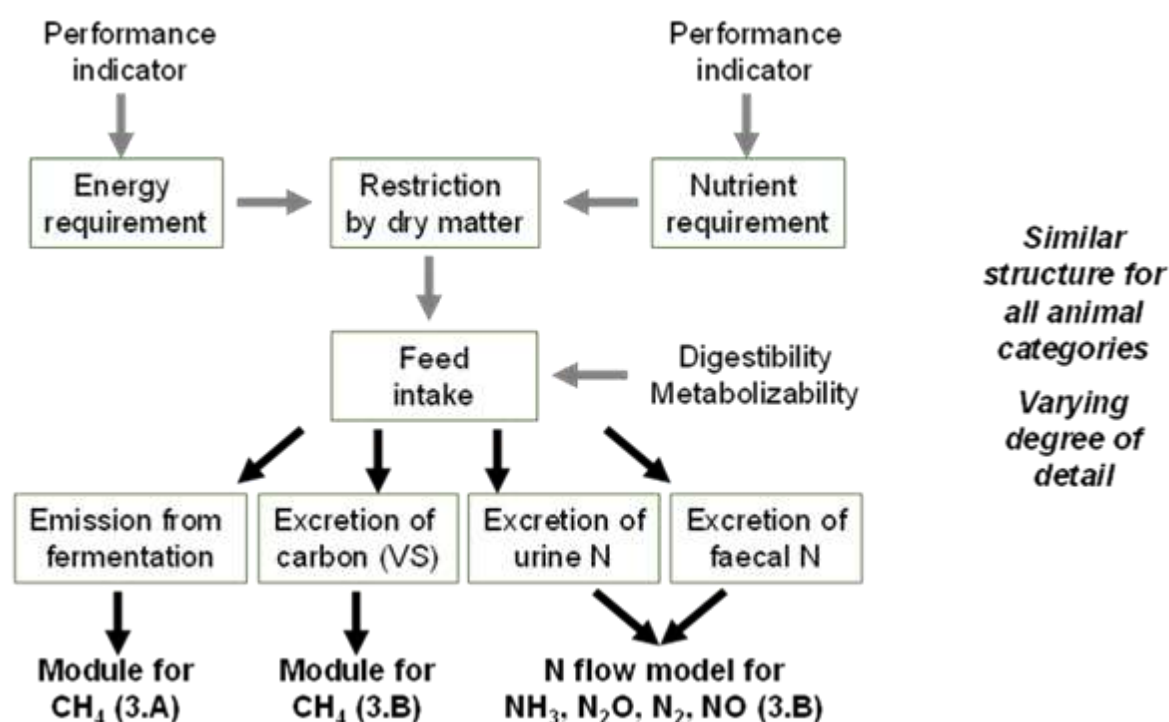 Performance
indicator
Performance
indicator
Energy
requirement
Restriction
by dry matter
Nutrient
requirement
Similar
structure for
all animal
categories
Varying
degree of
detail
Feed
intake
Digestibility
Metabolizability
Emission from
fermentation
Excretion of
carbon (VS)
Excretion of
urine N
Excretion of
faecal N
Module for
CH₄ (3.A)
Module for
CH₄ (3.B)
N flow model for
NH₃, N₂O, N₂, NO (3.B)